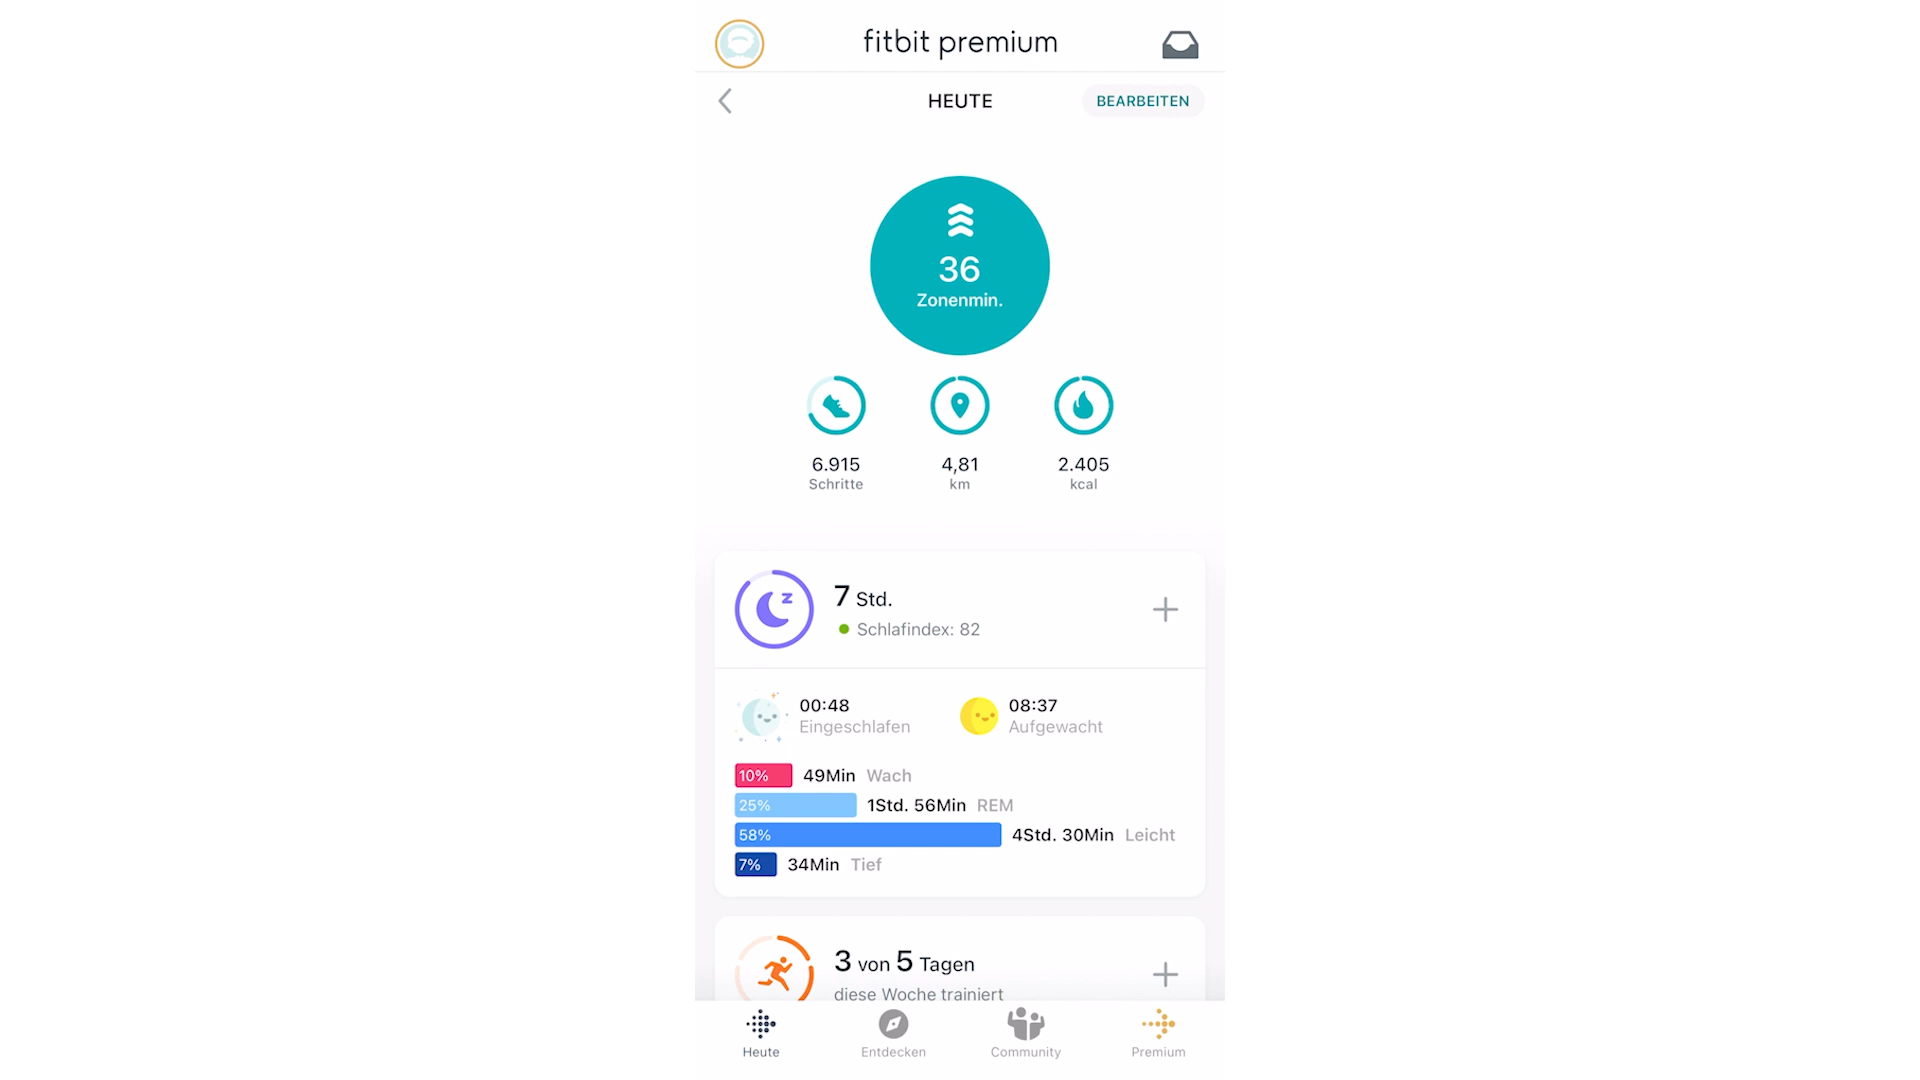 fitbit premium
HEUTE
BEARBEITEN
36
Zonenmin.
6.915
Schritte
4,81
km
2.405
kcal
7 Std.
Schlafindex: 82
00:48
Eingeschlafen
08:37
Aufgewacht
10% 49Min Wach
25% 1Std. 56Min REM
58% 4Std. 30Min Leicht
7% 34Min Tief
3 von 5 Tagen
diese Woche trainiert
Heute
Entdecken
Community
Premium